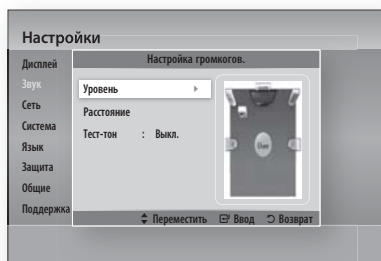 Настройки
Дисплей
Звук
Сеть
Система
Язык
Защита
Общие
Поддержка
Настройка громкогов.
Уровень
Расстояние
Тест-тон : Выкл.
Переместить Ввод Возврат